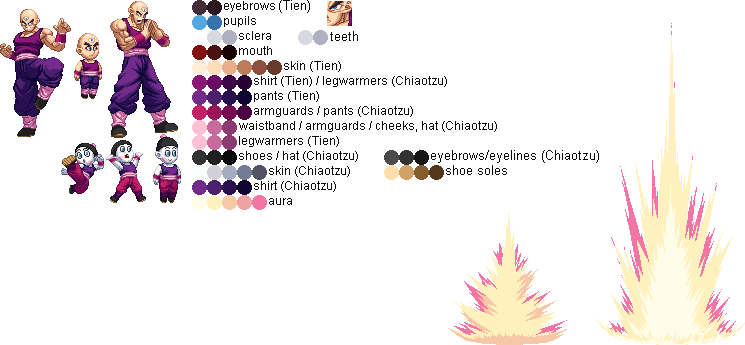 eyebrows (Tien)
pupils
sclera teeth
mouth
skin (Tien)
shirt (Tien) / legwarmers (Chiaotzu)
pants (Tien)
armguards / pants (Chiaotzu)
waistband / armguards / cheeks, hat (Chiaotzu)
legwarmers (Tien)
shoes / hat (Chiaotzu) eyebrows/eyelines (Chiaotzu)
skin (Chiaotzu) shoe soles
shirt (Chiaotzu)
aura